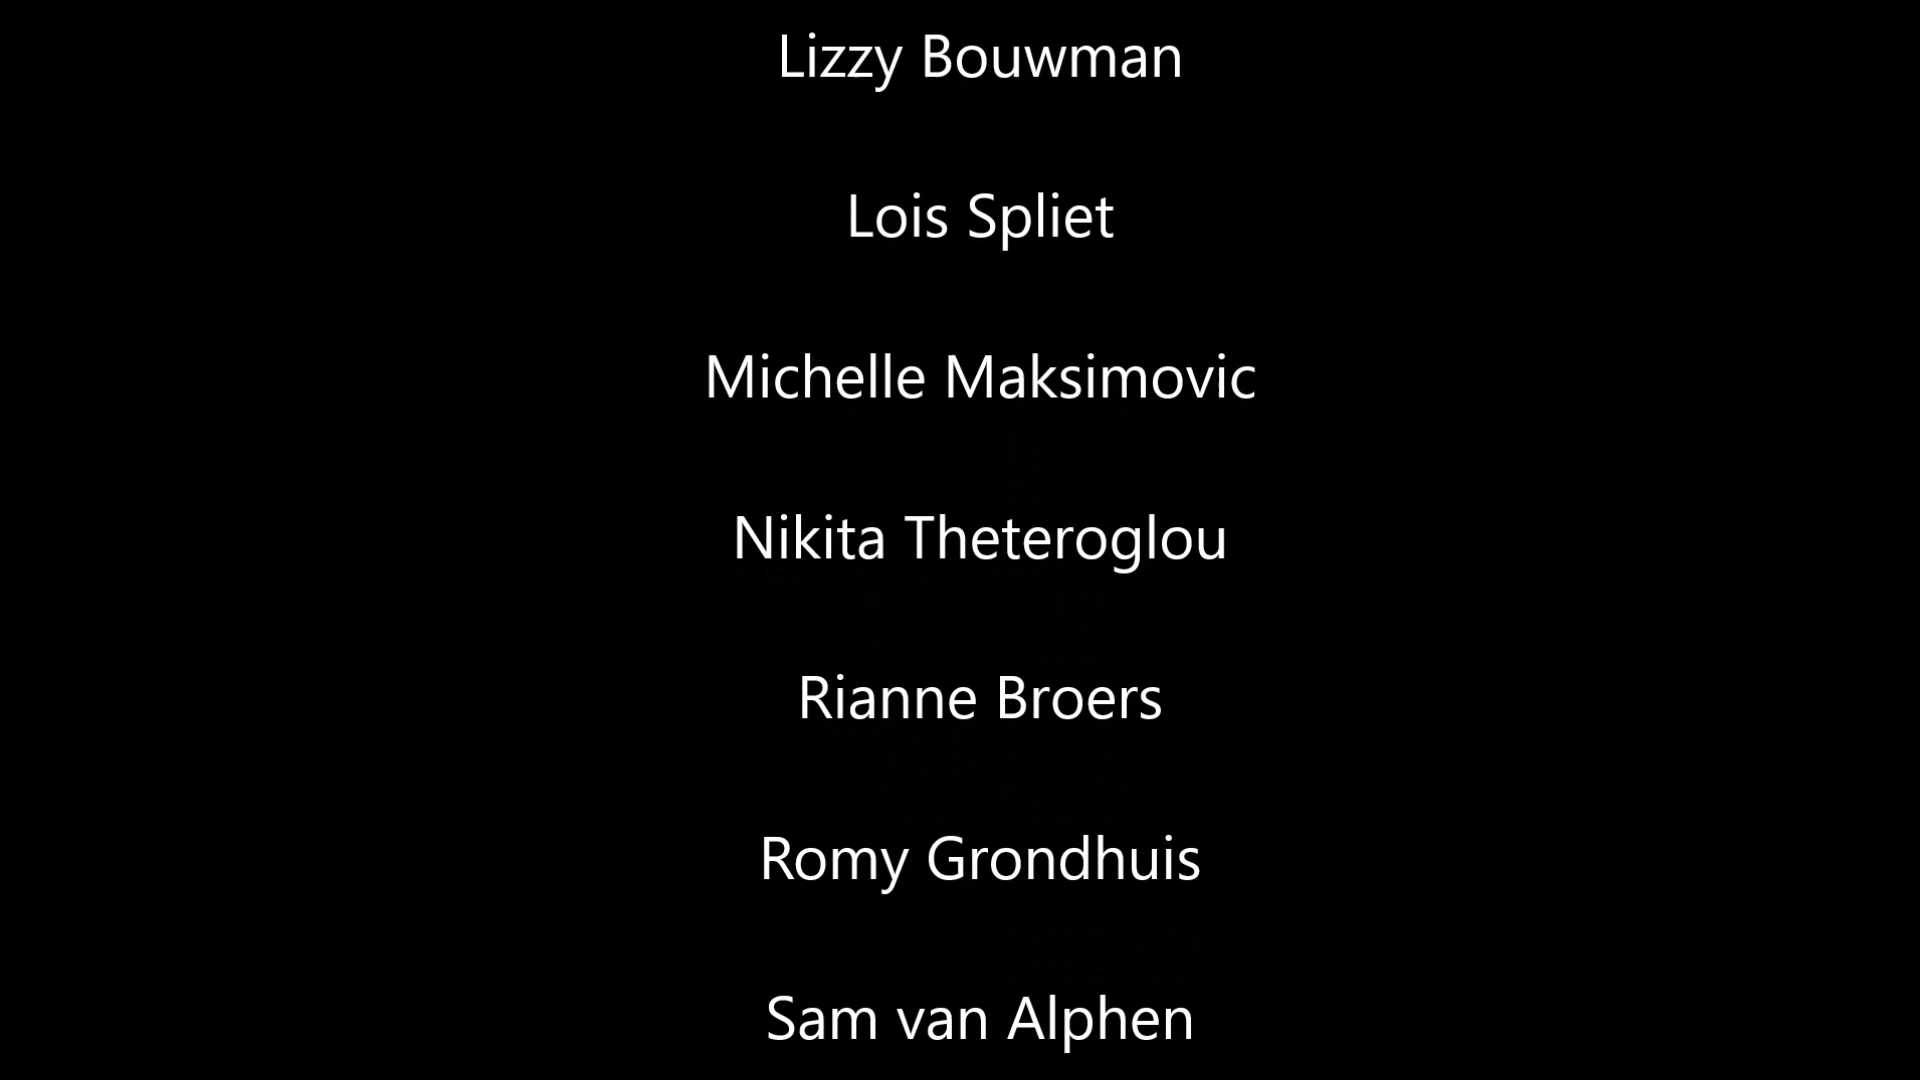 Lizzy Bouwman
Lois Spliet
Michelle Maksimovic
Nikita Theteroglou
Rianne Broers
Romy Grondhuis
Sam van Alphen